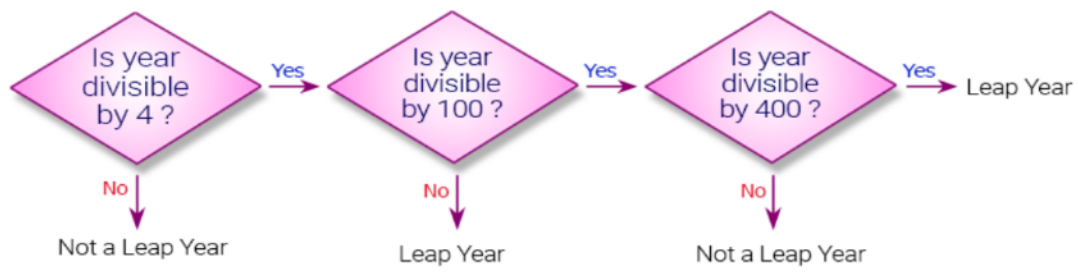 Is year
divisible
by 4 ?
Yes
Is year
divisible
by 100 ?
Yes
Is year
divisible
by 400 ?
Yes
Leap Year
No
No
No
Not a Leap Year
Leap Year
Not a Leap Year